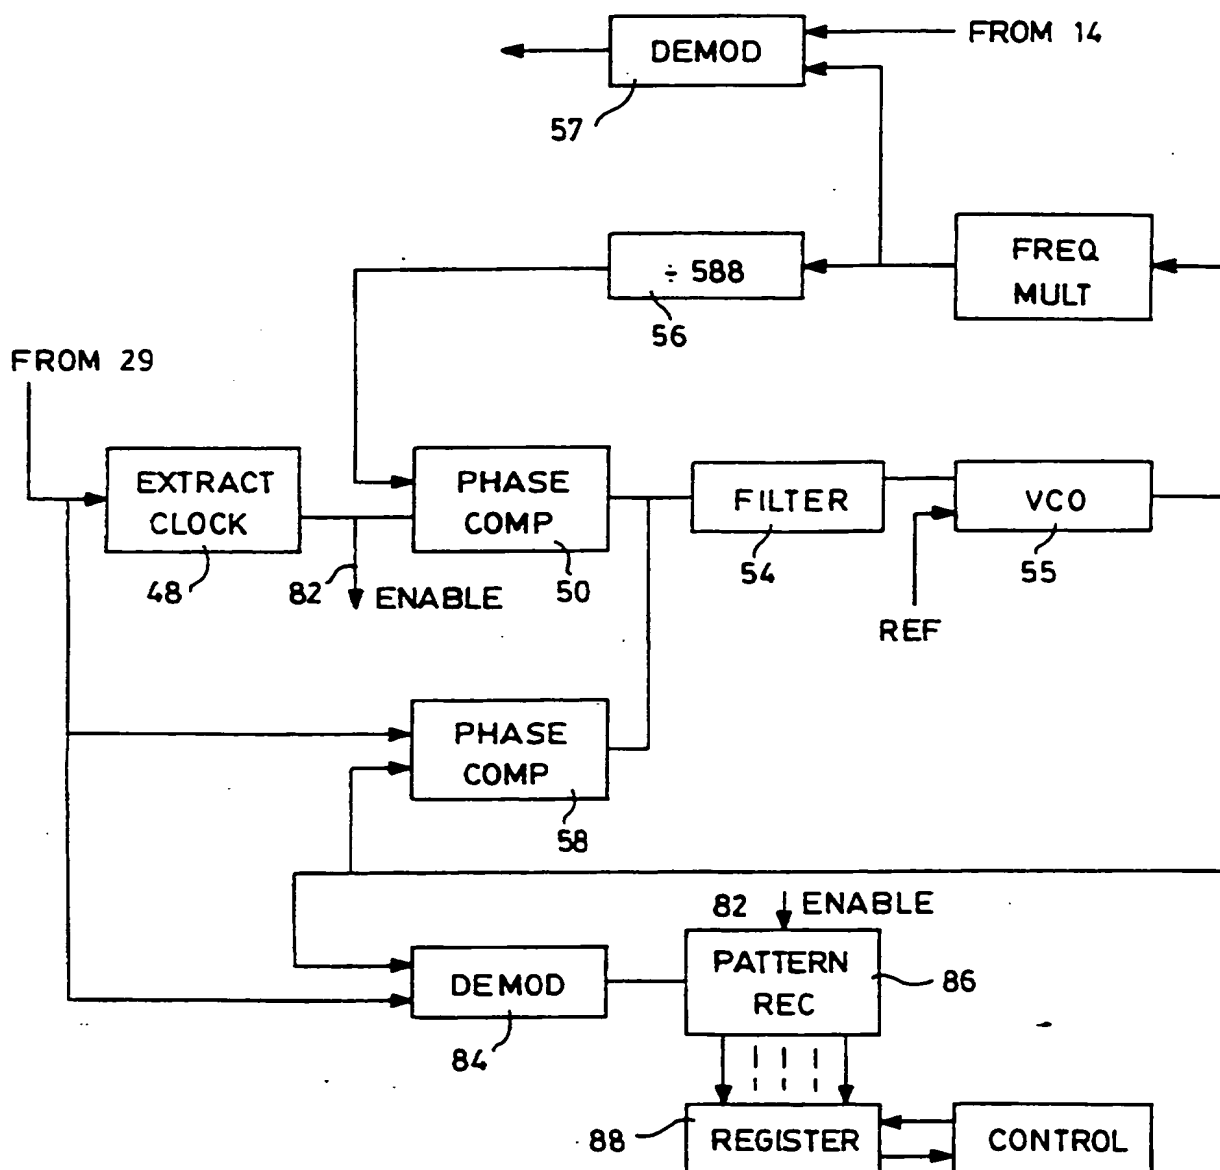 DEMOD
FROM 14
57
÷ 588
56
FREQ
MULT
FROM 29
EXTRACT
CLOCK
48
82
ENABLE
PHASE
COMP
50
FILTER
54
VCO
55
REF
PHASE
COMP
58
82
ENABLE
DEMOD
84
PATTERN
REC
86
88
REGISTER
CONTROL